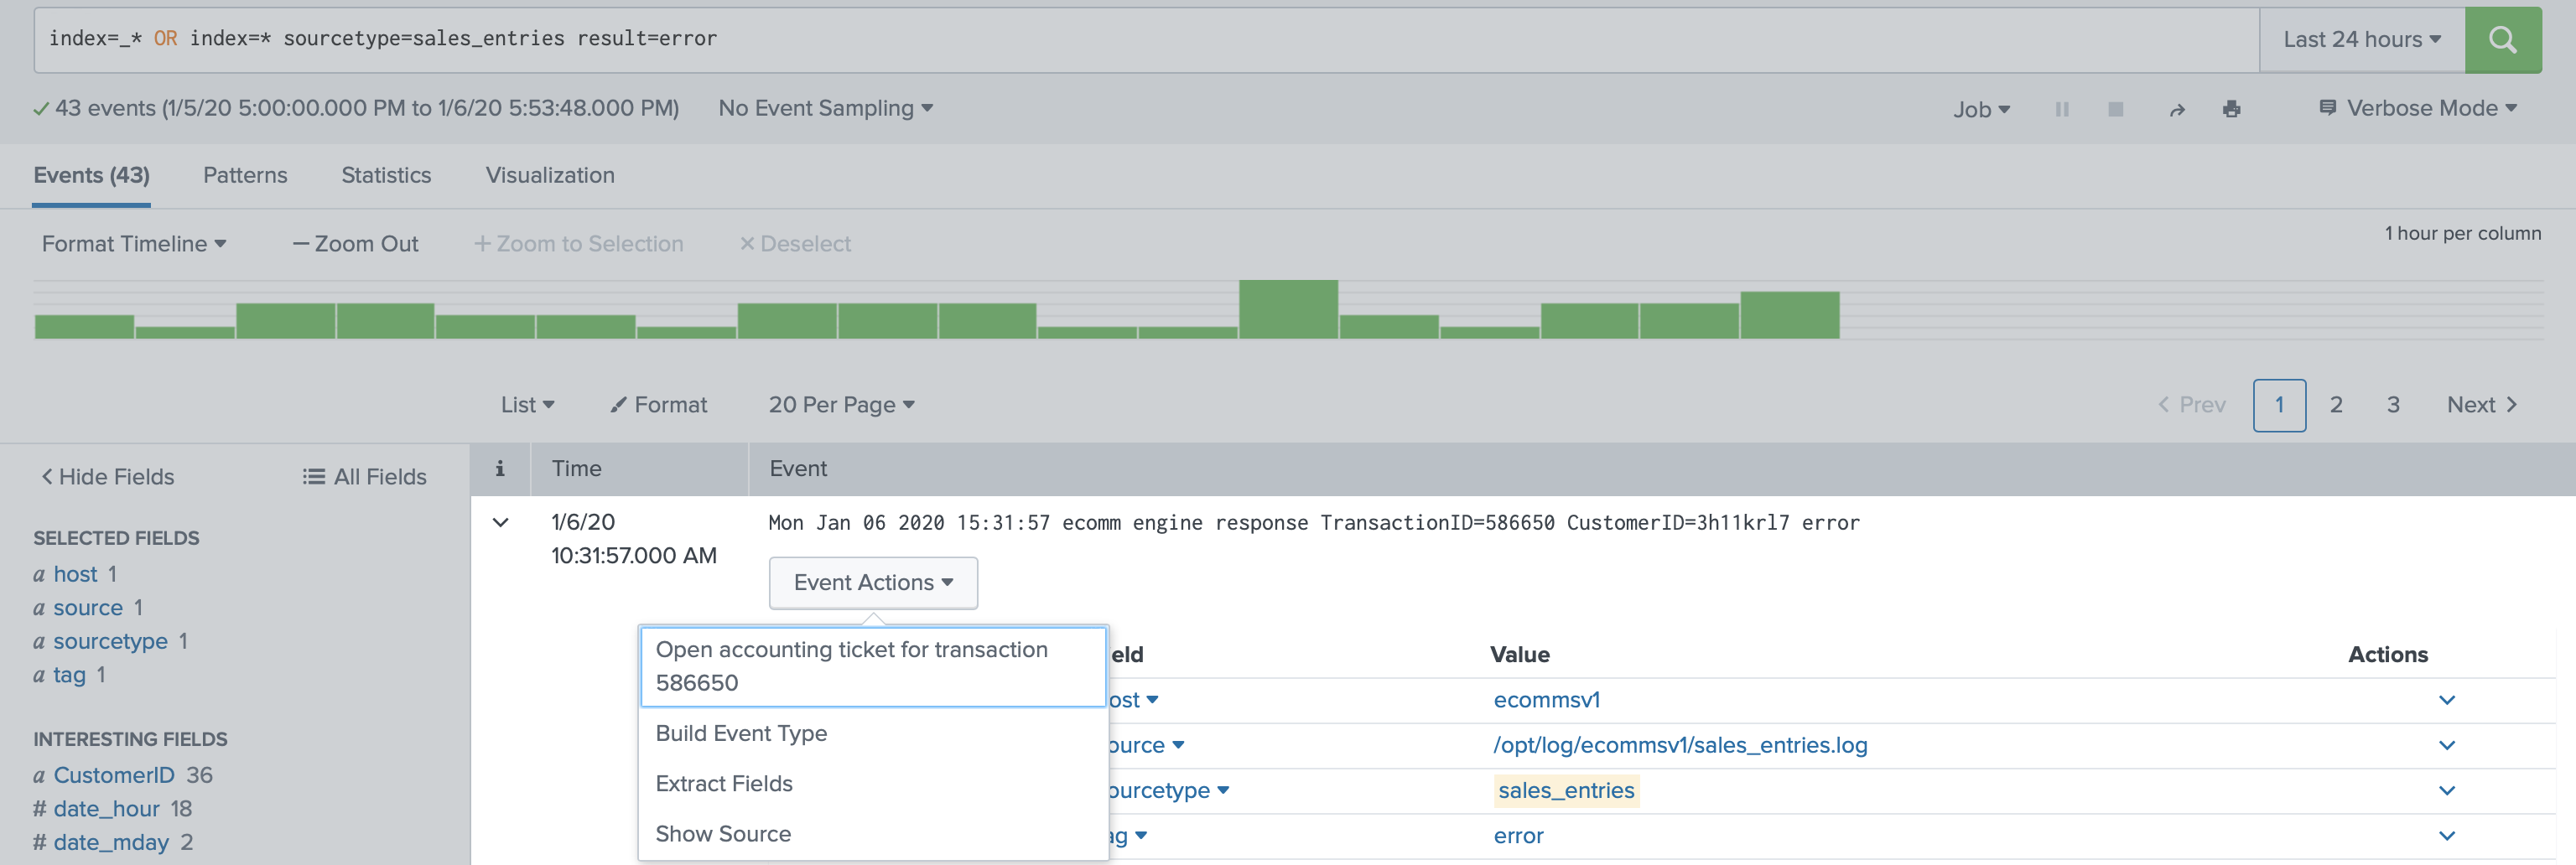 index=_* OR index=* sourcetype=sales_entries result=error
Last 24 hours
43 events (1/5/20 5:00:00.000 PM to 1/6/20 5:53:48.000 PM)
No Event Sampling
Job
Verbose Mode
Events (43)
Patterns
Statistics
Visualization
Format Timeline
— Zoom Out
+ Zoom to Selection
× Deselect
1 hour per column
List
Format
20 Per Page
< Prev
1
2
3
Next >
< Hide Fields
All Fields
i
Time
Event
SELECTED FIELDS
a host 1
a source 1
a sourcetype 1
a tag 1
INTERESTING FIELDS
a CustomerID 36
# date_hour 18
# date_mday 2
1/6/20
10:31:57.000 AM
Mon Jan 06 2020 15:31:57 ecomm engine response TransactionID=586650 CustomerID=3h11krl7 error
Event Actions
Open accounting ticket for transaction
586650
Build Event Type
Extract Fields
Show Source
eld
Value
Actions
ost
ecommsv1
ource
/opt/log/ecommsv1/sales_entries.log
ourcetype
sales_entries
ag
error